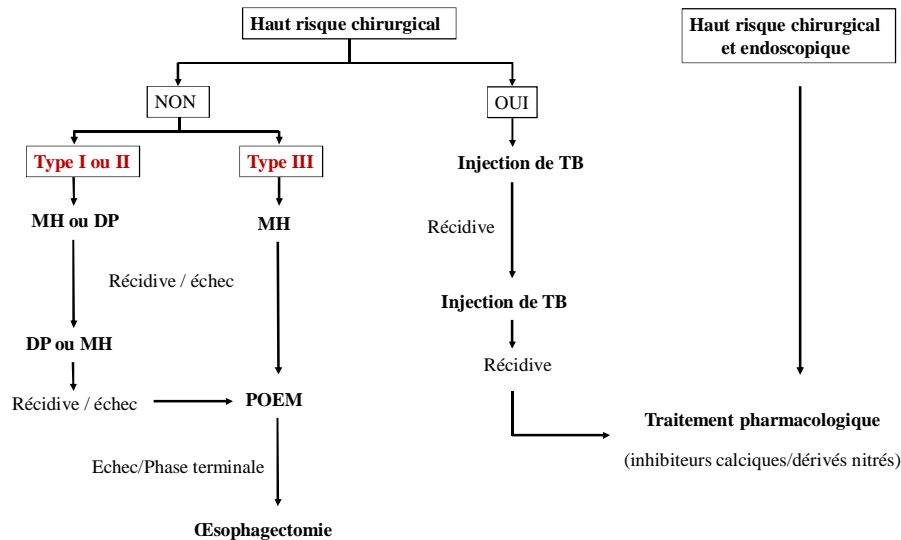 Haut risque chirurgical
Haut risque chirurgical
et endoscopique
NON
OUI
Type I ou II
Type III
Injection de TB
MH ou DP
MH
Récidive
Récidive / échec
Injection de TB
DP ou MH
Récidive
Récidive / échec
POEM
Traitement pharmacologique
(inhibiteurs calciques/dérivés nitrés)
Echec/Phase terminale
Œsophagectomie